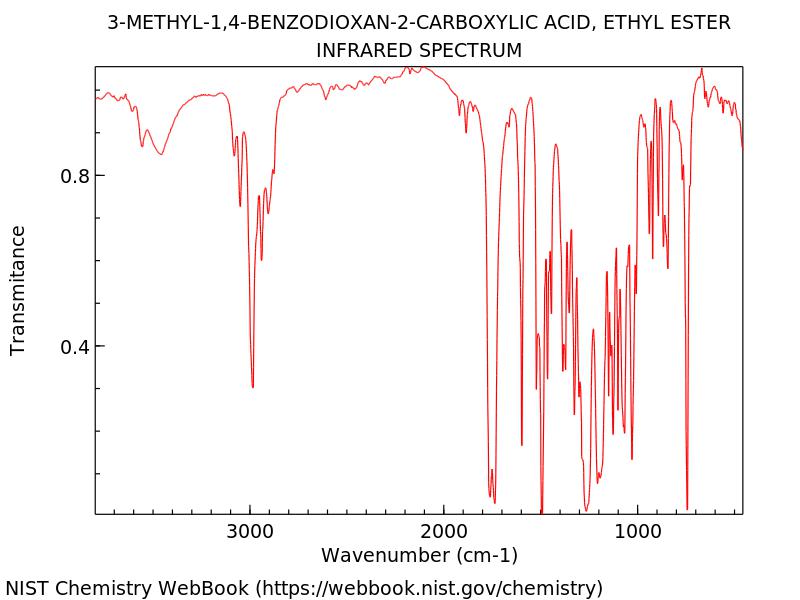 3-METHYL-1,4-BENZODIOXAN-2-CARBOXYLIC ACID, ETHYL ESTER
INFRARED SPECTRUM
0.8
Transmitance
0.4
3000 2000 1000
Wavenumber (cm-1)
NIST Chemistry WebBook (https://webbook.nist.gov/chemistry)